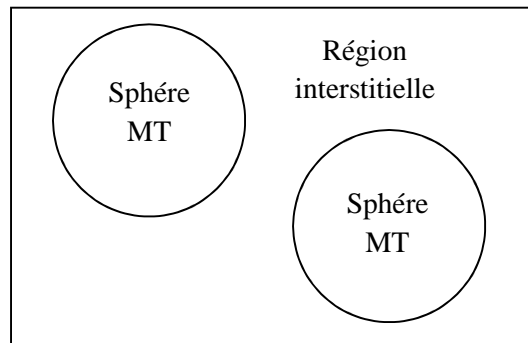 Sphére
MT
Région
interstitielle
Sphére
MT